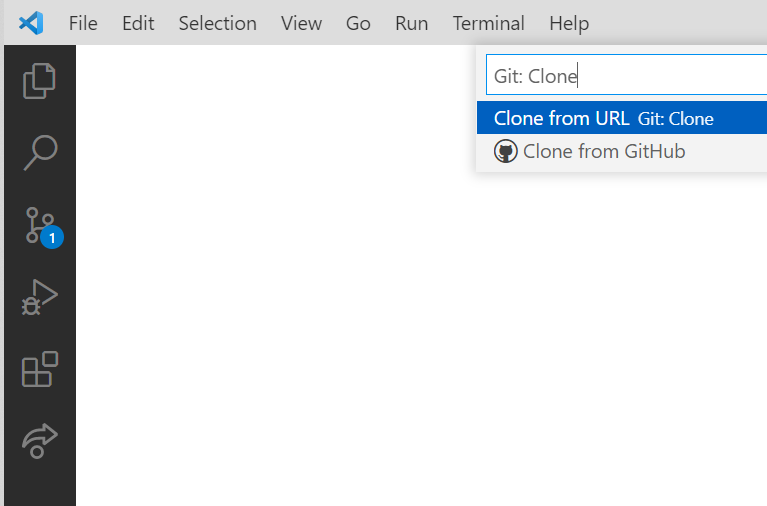 File Edit Selection View Go Run Terminal Help
Git: Clone
Clone from URL Git: Clone
Clone from GitHub
1